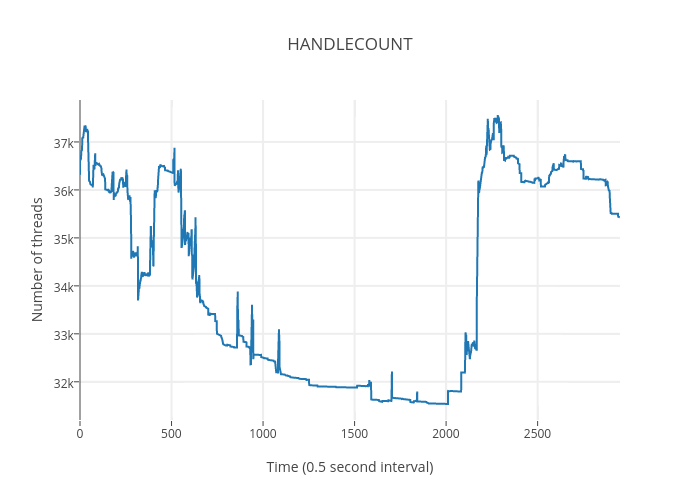 HANDLECOUNT
37k
36k
35k
34k
33k
32k
Number of threads
0 500 1000 1500 2000 2500
Time (0.5 second interval)